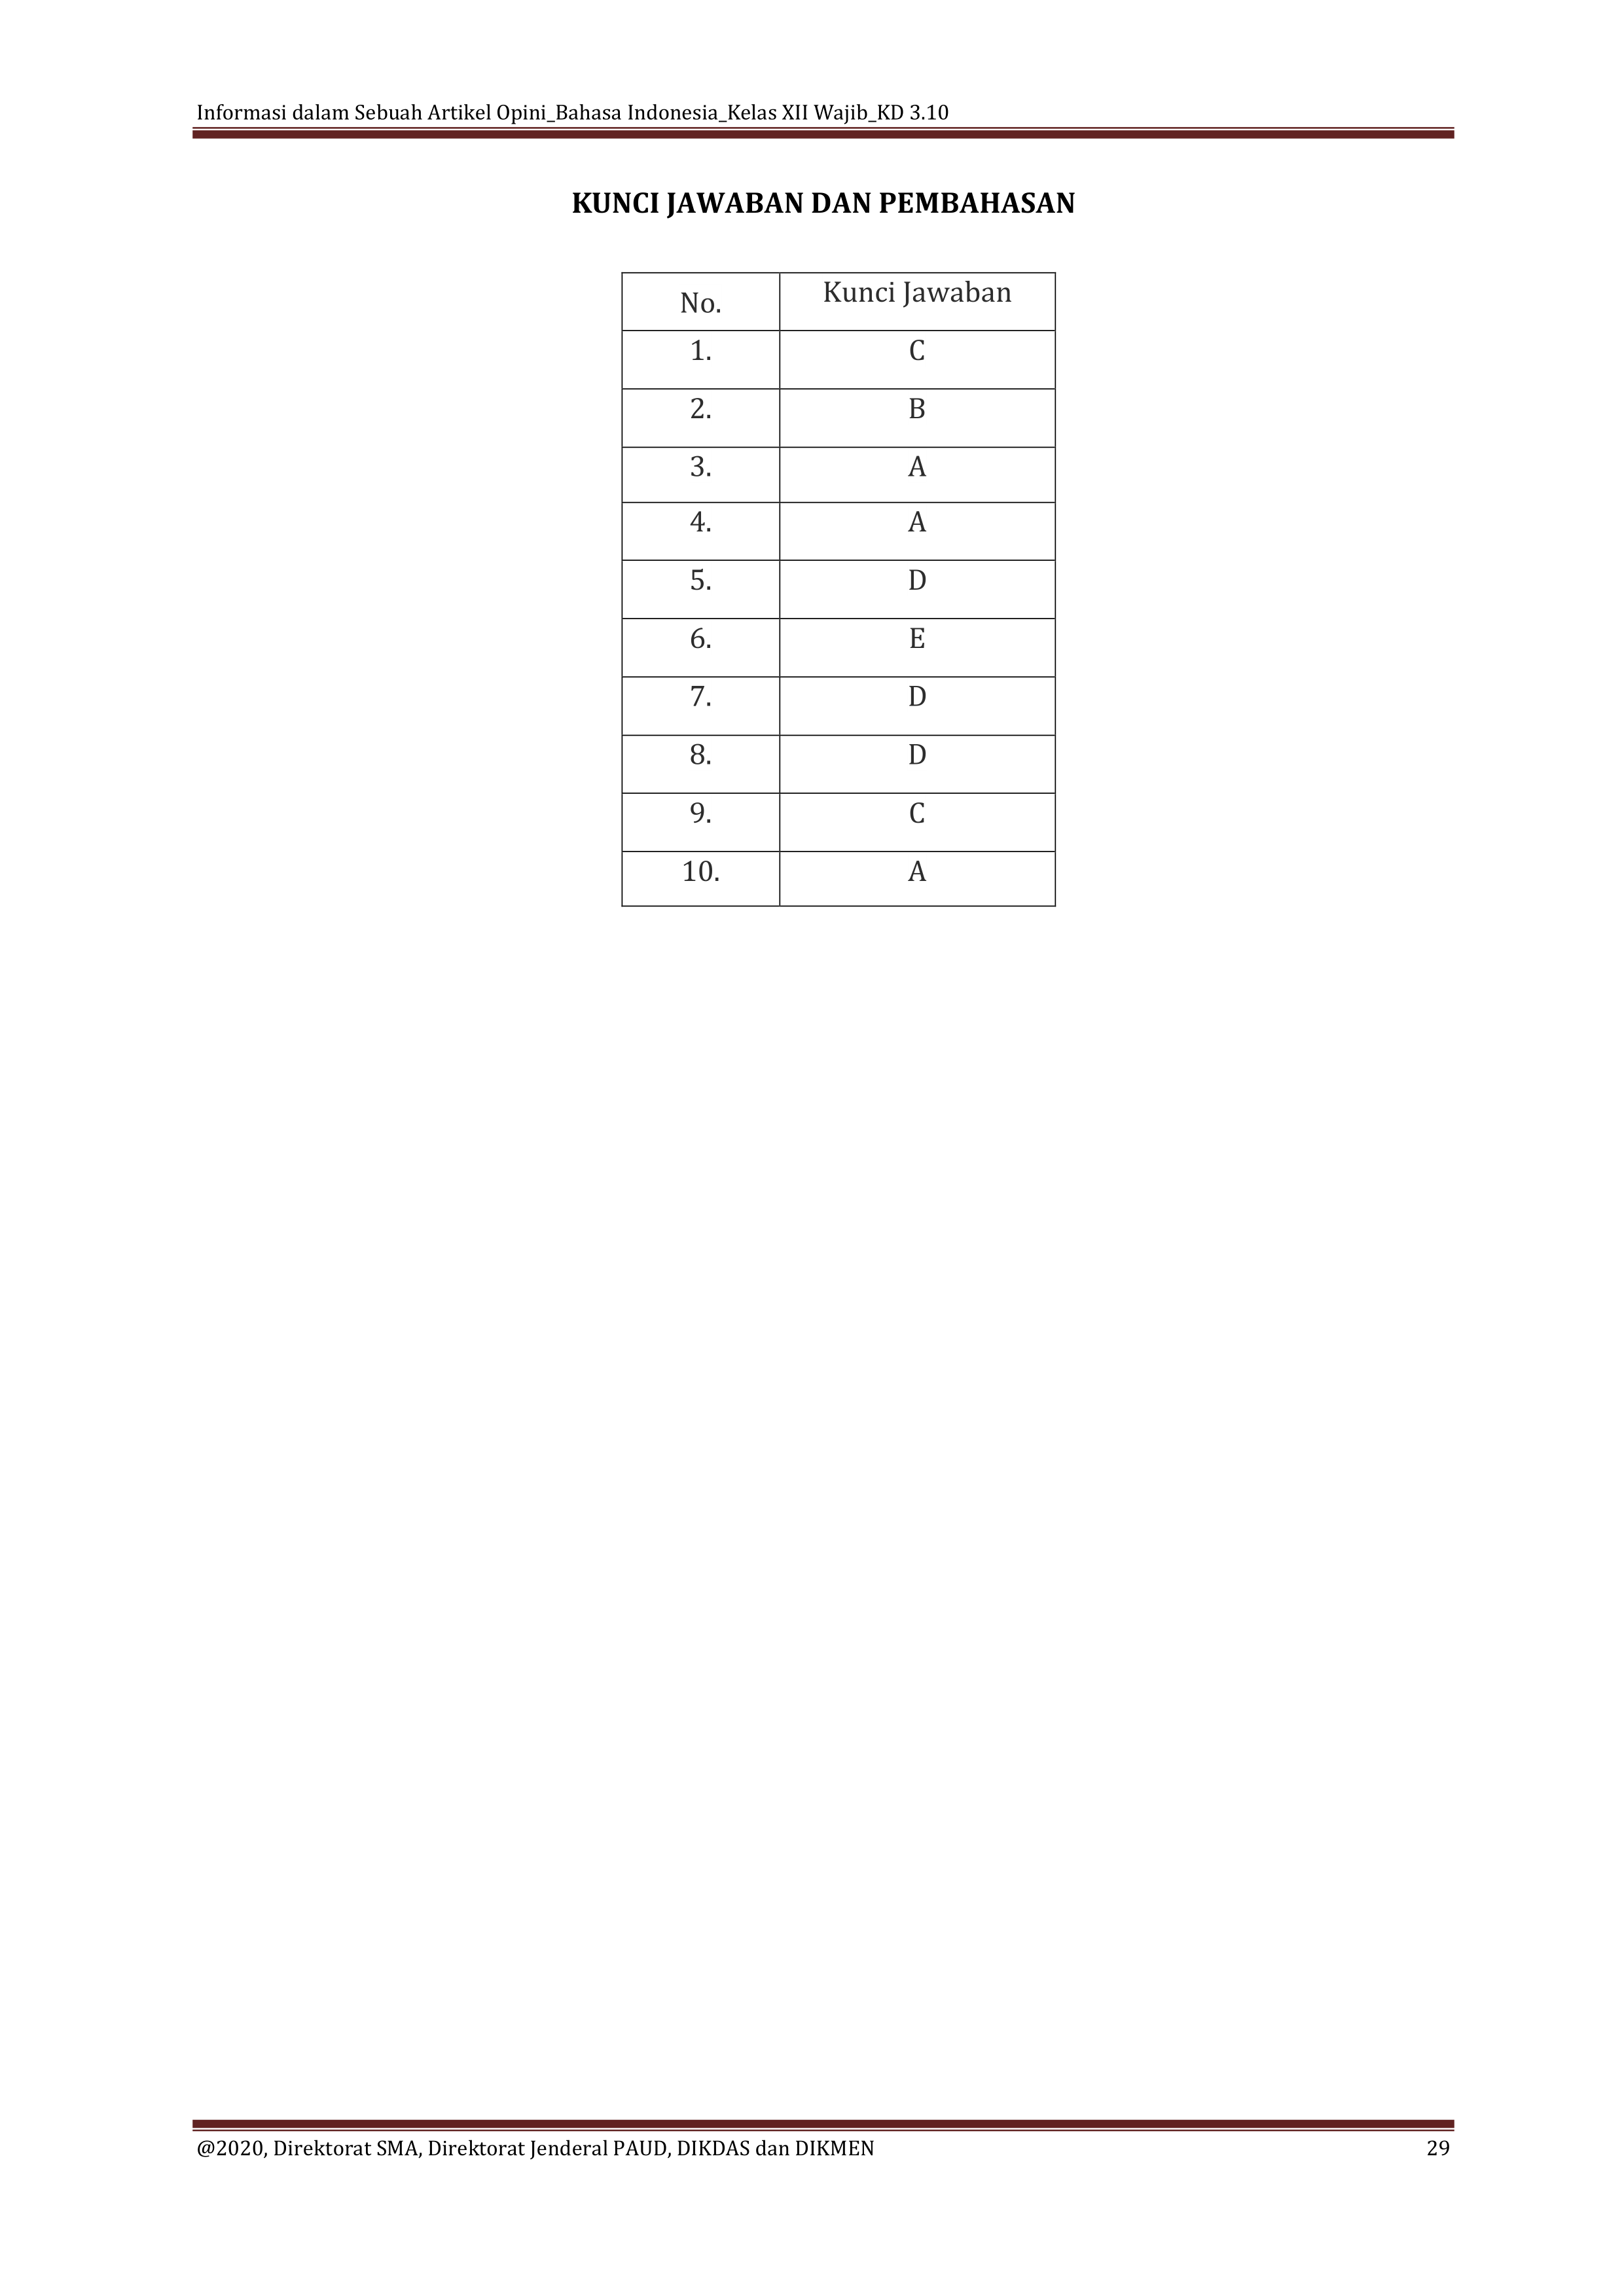 Informasi dalam Sebuah Artikel Opini_Bahasa Indonesia_Kelas XII Wajib_KD 3.10
KUNCI JAWABAN DAN PEMBAHASAN
No. Kunci Jawaban
1. C
2. B
3. A
4. A
5. D
6. E
7. D
8. D
9. C
10. A
@2020, Direktorat SMA, Direktorat Jenderal PAUD, DIKDAS dan DIKMEN 29